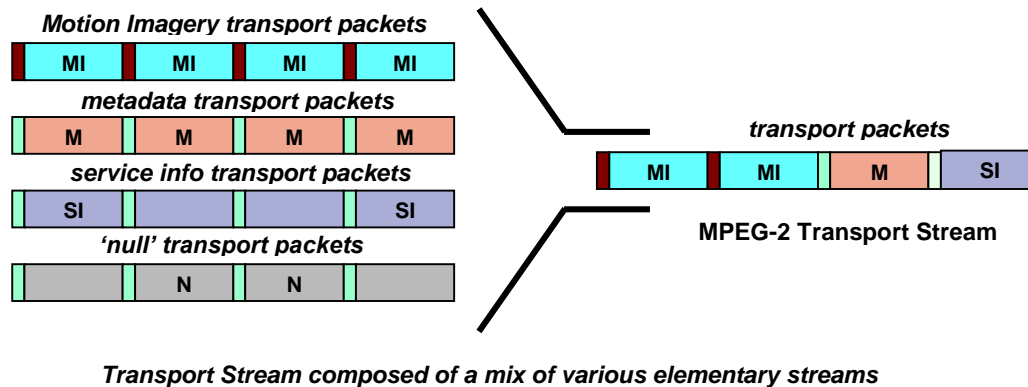 Motion Imagery transport packets
MI MI MI MI
metadata transport packets
M M M M
service info transport packets
SI SI
‘null’ transport packets
N N
transport packets
MI MI M SI
MPEG-2 Transport Stream
Transport Stream composed of a mix of various elementary streams